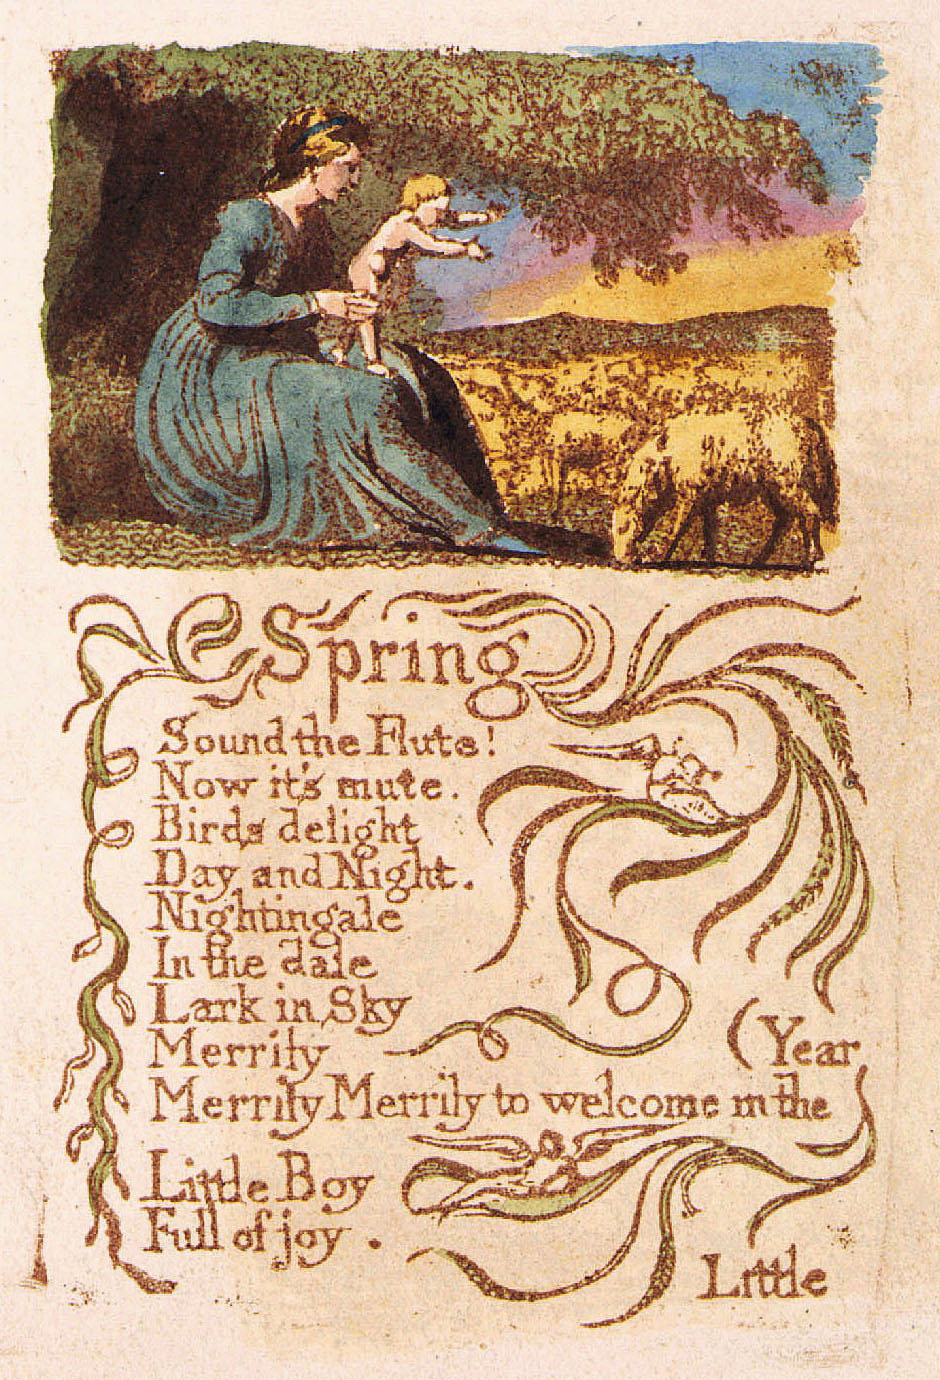 Spring
Sound the Flute!
Now it's mute.
Birds delight
Day and Night.
Nightingale
In the dale
Lark in Sky
Merrily
Merrily Merrily to welcome in the (Year
Little Boy
Full of joy.
Little